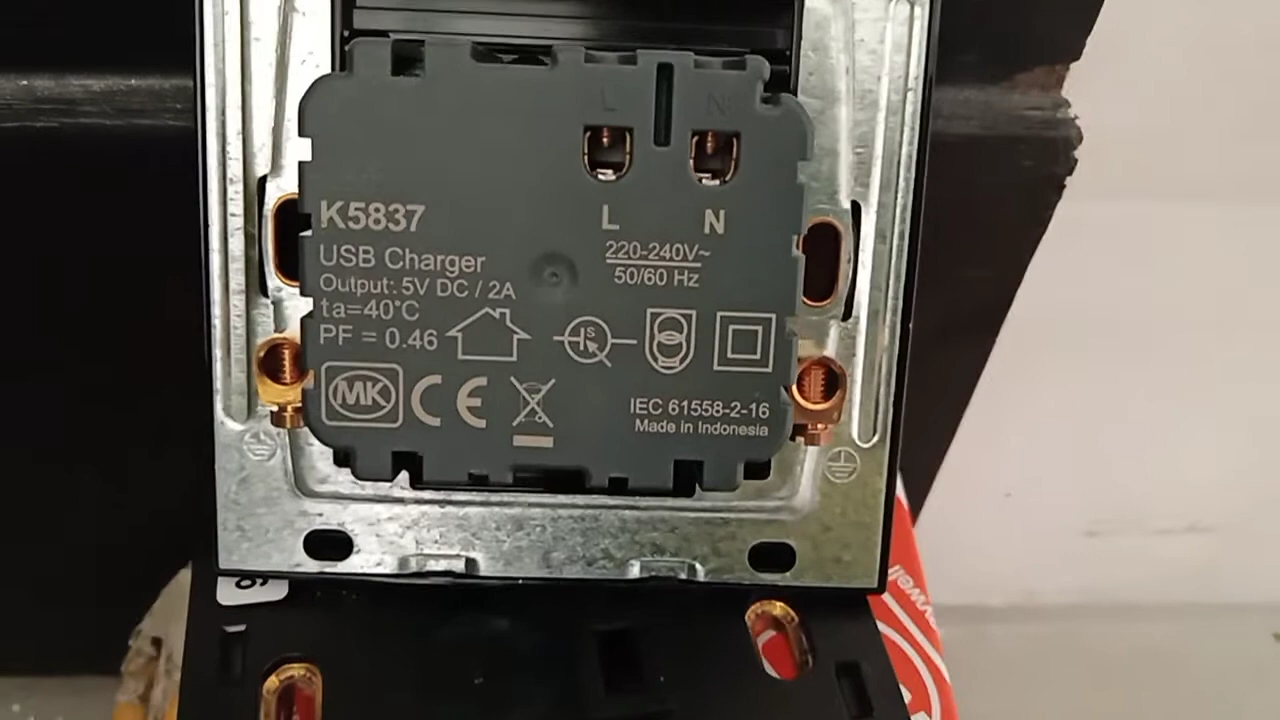 L N
K5837
L N
USB Charger
220-240V~
Output: 5V DC / 2A
50/60 Hz
ta=40°C
PF = 0.46
S
MK CE
IEC 61558-2-16
Made in Indonesia